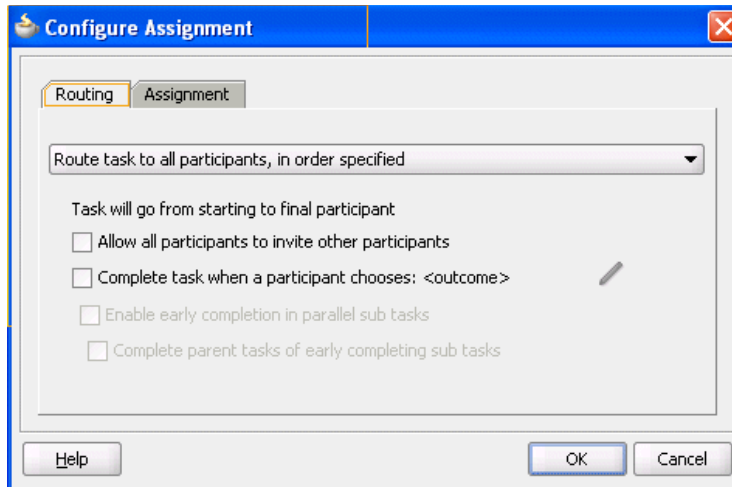 Configure Assignment
Routing
Assignment
Route task to all participants, in order specified
Task will go from starting to final participant
Allow all participants to invite other participants
Complete task when a participant chooses: <outcome>
Enable early completion in parallel sub tasks
Complete parent tasks of early completing sub tasks
Help
OK
Cancel